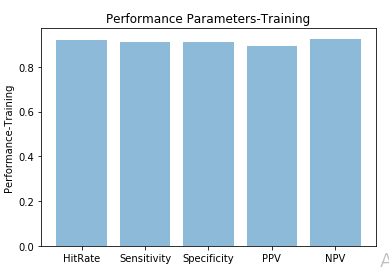 Performance Parameters-Training
Performance-Training
0.8
0.6
0.4
0.2
0.0
HitRate Sensitivity Specificity PPV NPV
A